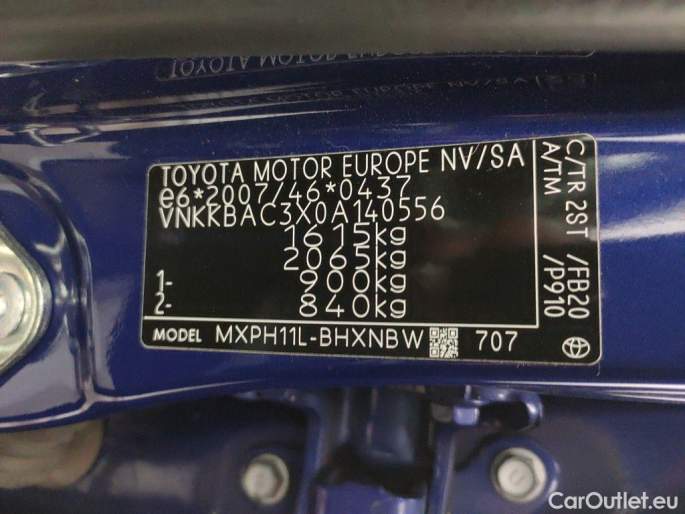 TOYOTA MOTOR EUROPE NV/SA
e6*2007/46*0437
VNKKBAC3X0A140556
1615kg
2065kg
1- 900kg
2- 840kg
MODEL MXPH11L-BHXNBW 707
C/TR 2ST /FB20
A/TM /P910
CarOutlet.eu